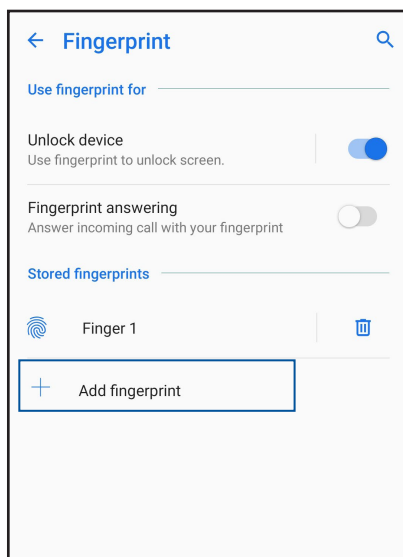 Fingerprint
Use fingerprint for
Unlock device
Use fingerprint to unlock screen.
Fingerprint answering
Answer incoming call with your fingerprint
Stored fingerprints
Finger 1
Add fingerprint